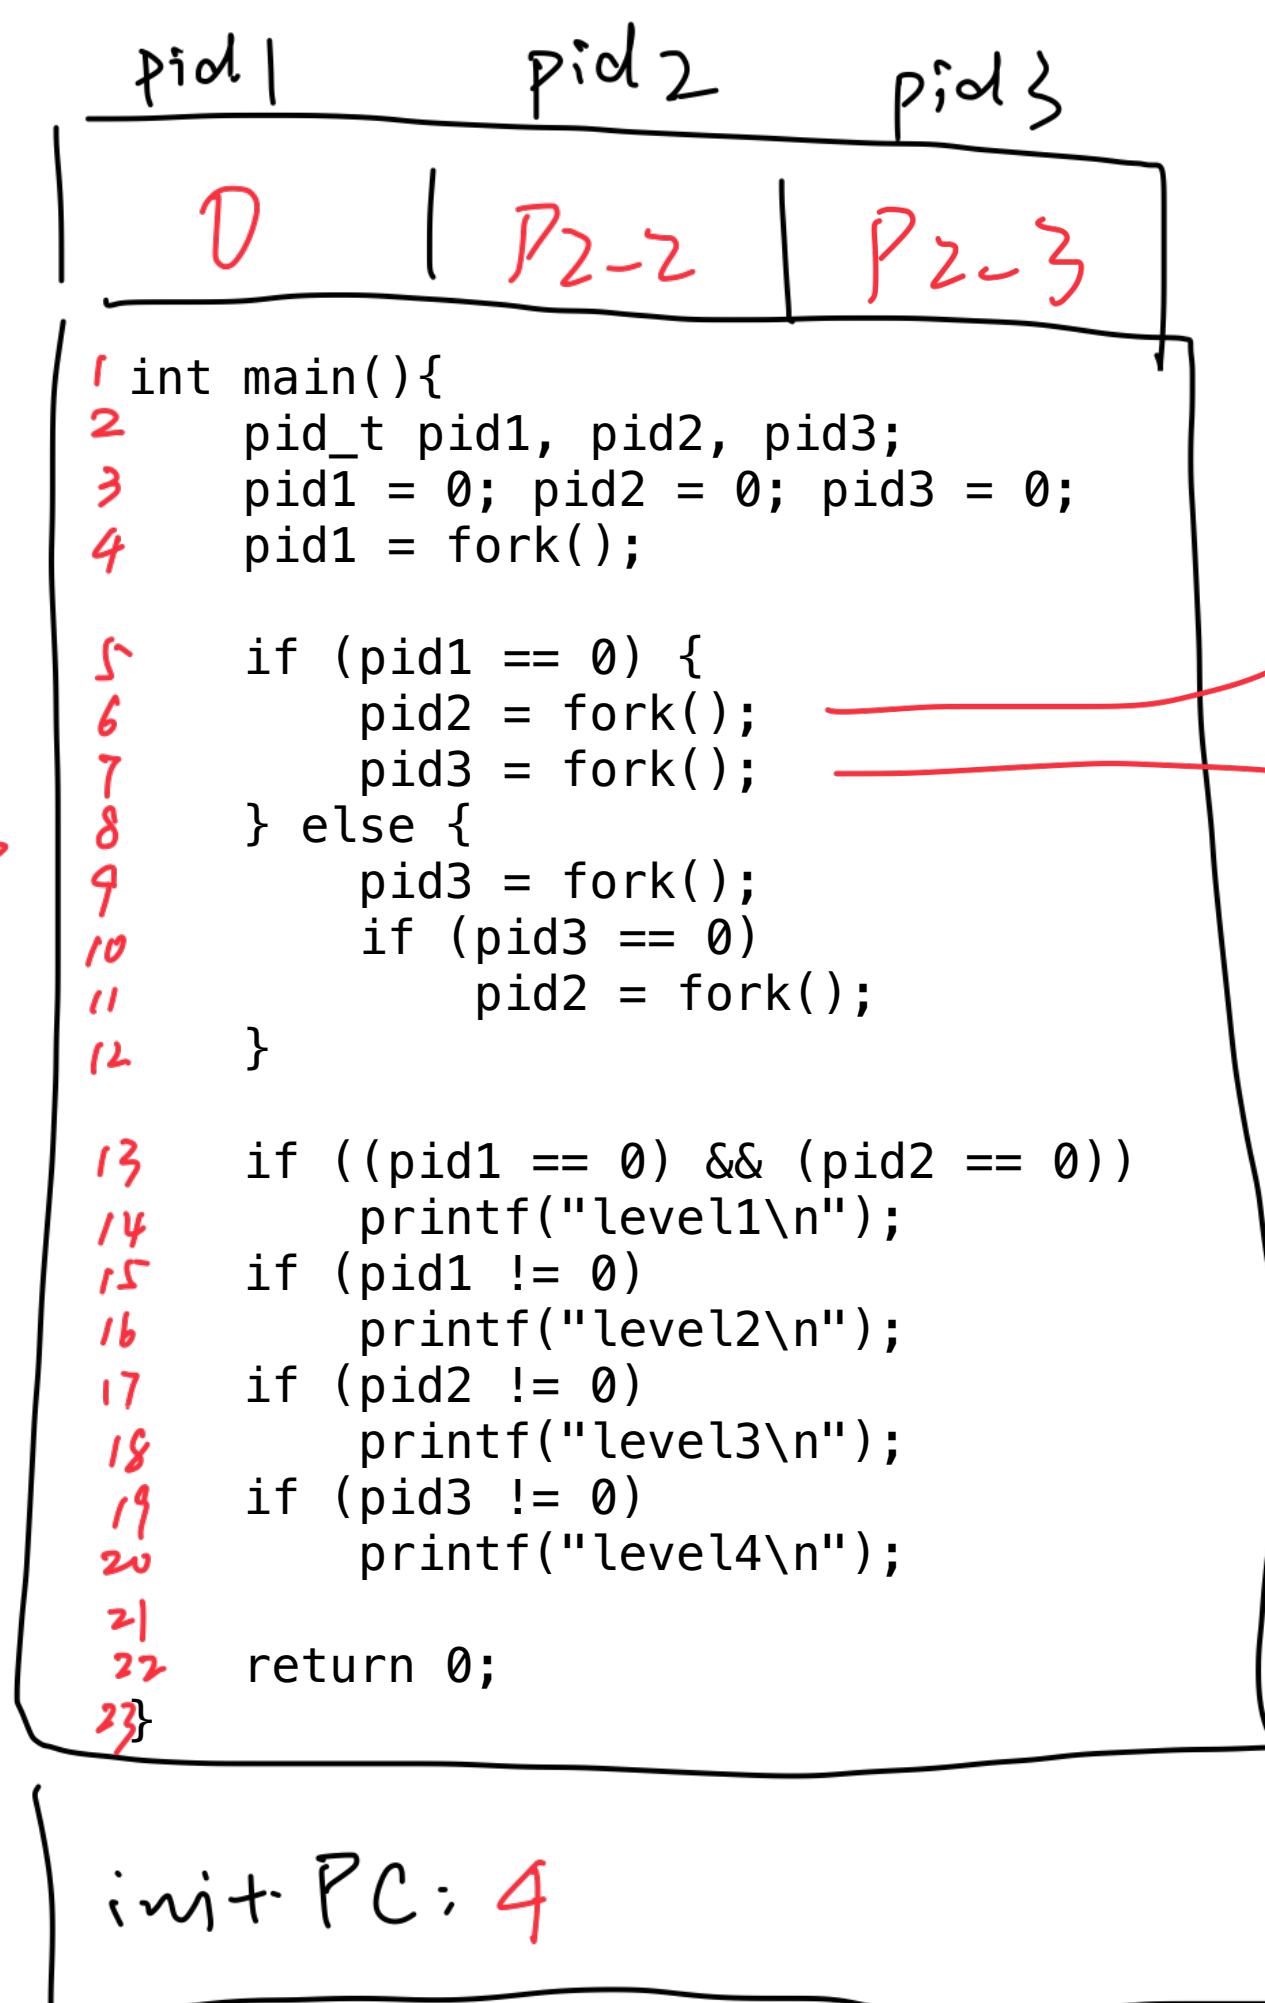 pid1 pid2 pid3
0 P2-2 P2-3
1 int main(){
2 pid_t pid1, pid2, pid3;
3 pid1 = 0; pid2 = 0; pid3 = 0;
4 pid1 = fork();
5 if (pid1 == 0) {
6 pid2 = fork();
7 pid3 = fork();
8 } else {
9 pid3 = fork();
10 if (pid3 == 0)
11 pid2 = fork();
12 }
13 if ((pid1 == 0) && (pid2 == 0))
14 printf("level1\n");
15 if (pid1 != 0)
16 printf("level2\n");
17 if (pid2 != 0)
18 printf("level3\n");
19 if (pid3 != 0)
20 printf("level4\n");
21
22 return 0;
23 }
init PC: 4